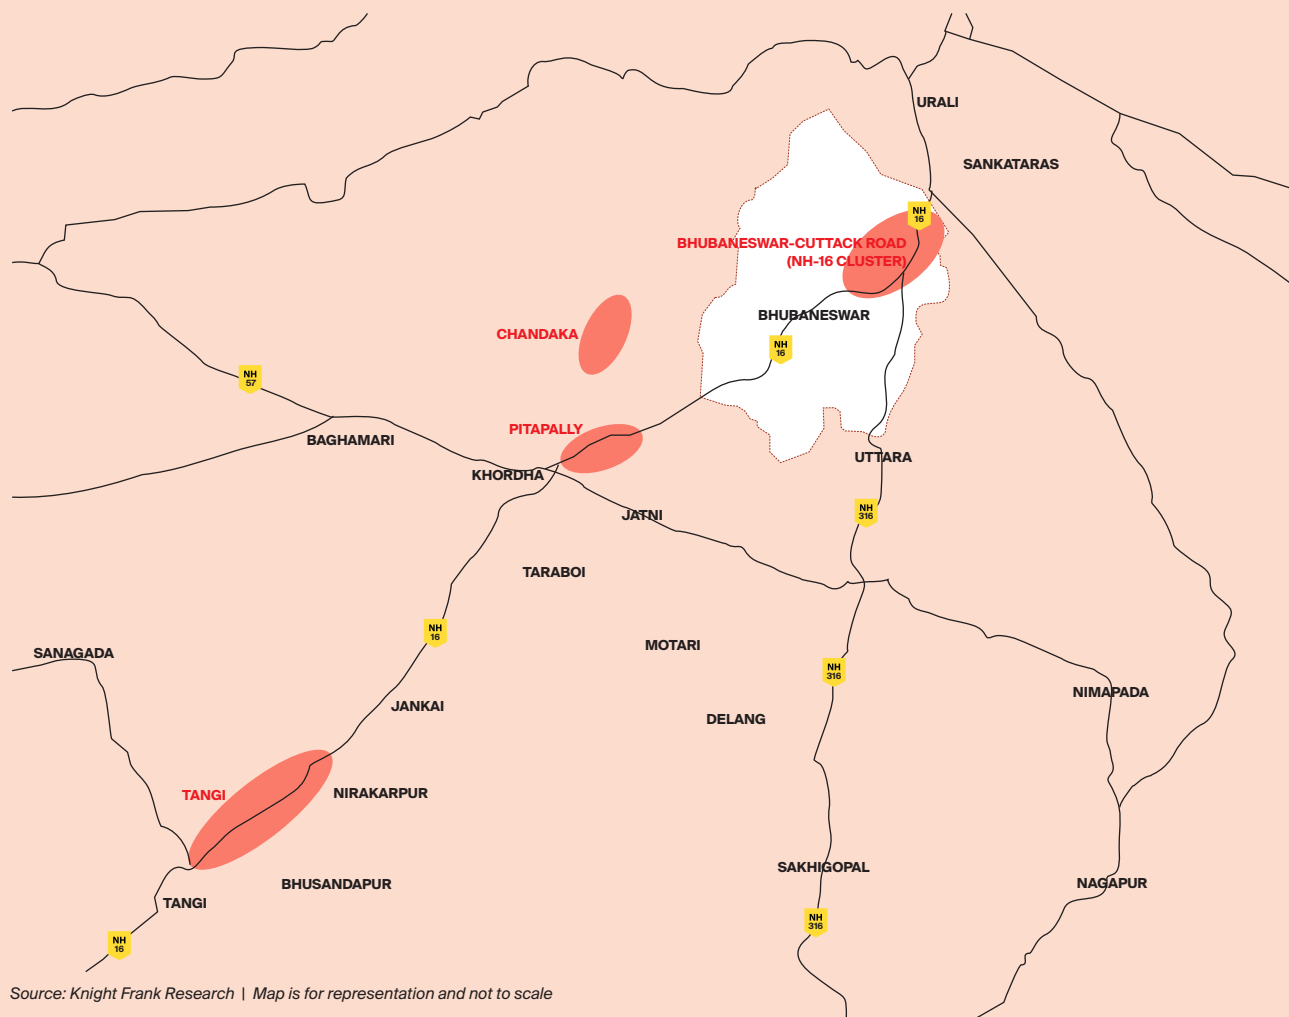 URALI
SANKATARAS
NH
16
BHUBANESWAR-CUTTACK ROAD
(NH-16 CLUSTER)
BHUBANESWAR
CHANDAKA
NH
16
NH
57
PITAPALLY
BAGHAMARI
UTTARA
KHORDHA
NH
316
JATNI
TARABOI
NH
16
MOTARI
SANAGADA
NH
316
NIMAPADA
JANKAI
DELANG
TANGI
NIRAKARPUR
SAKHIGOPAL
BHUSANDAPUR
NAGAPUR
TANGI
NH
316
NH
16
Source: Knight Frank Research | Map is for representation and not to scale